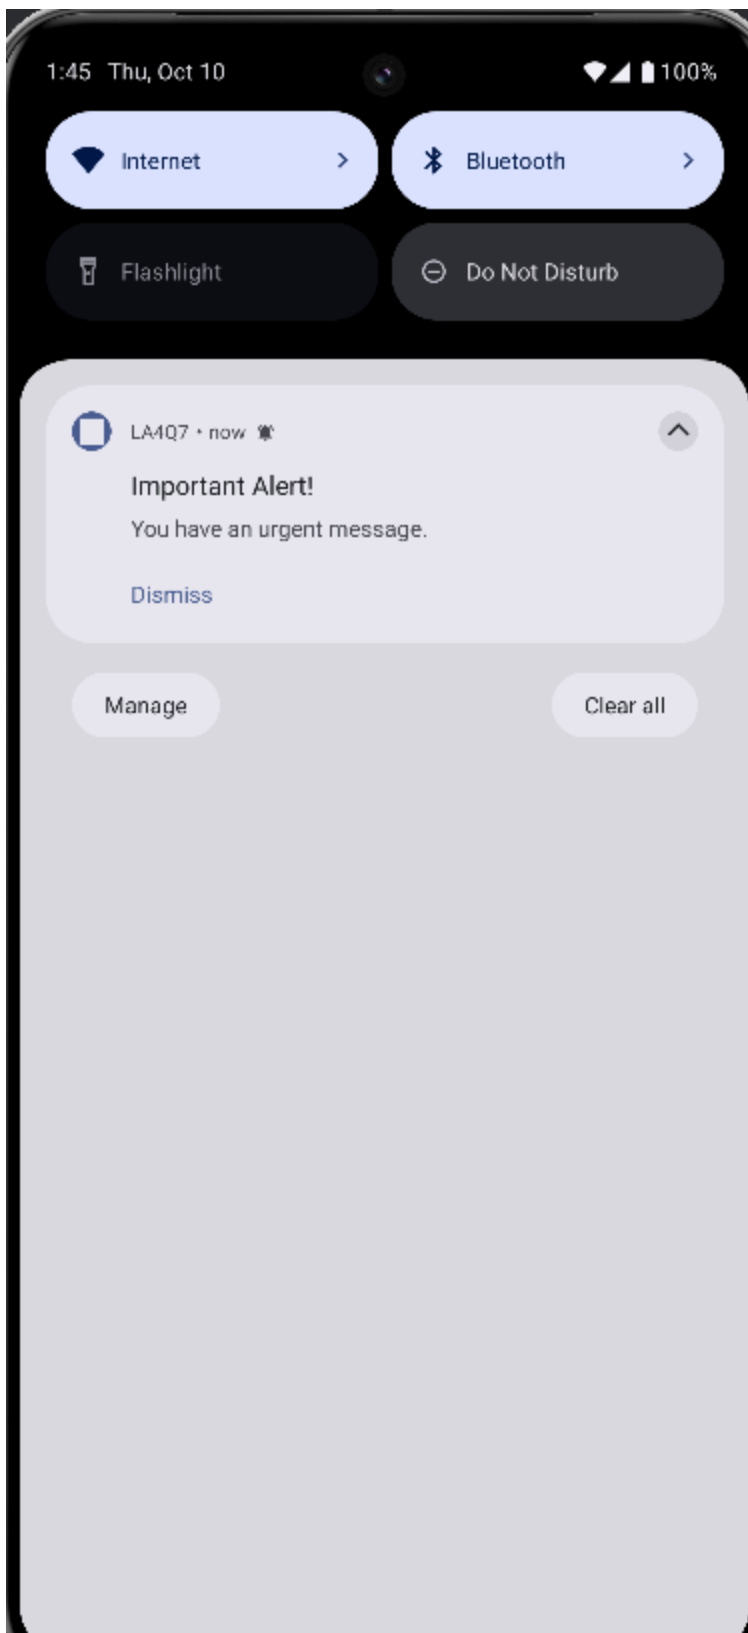 1:45 Thu, Oct 10 100%
Internet Bluetooth
Flashlight Do Not Disturb
LA4Q7 • now
Important Alert!
You have an urgent message.
Dismiss
Manage Clear all